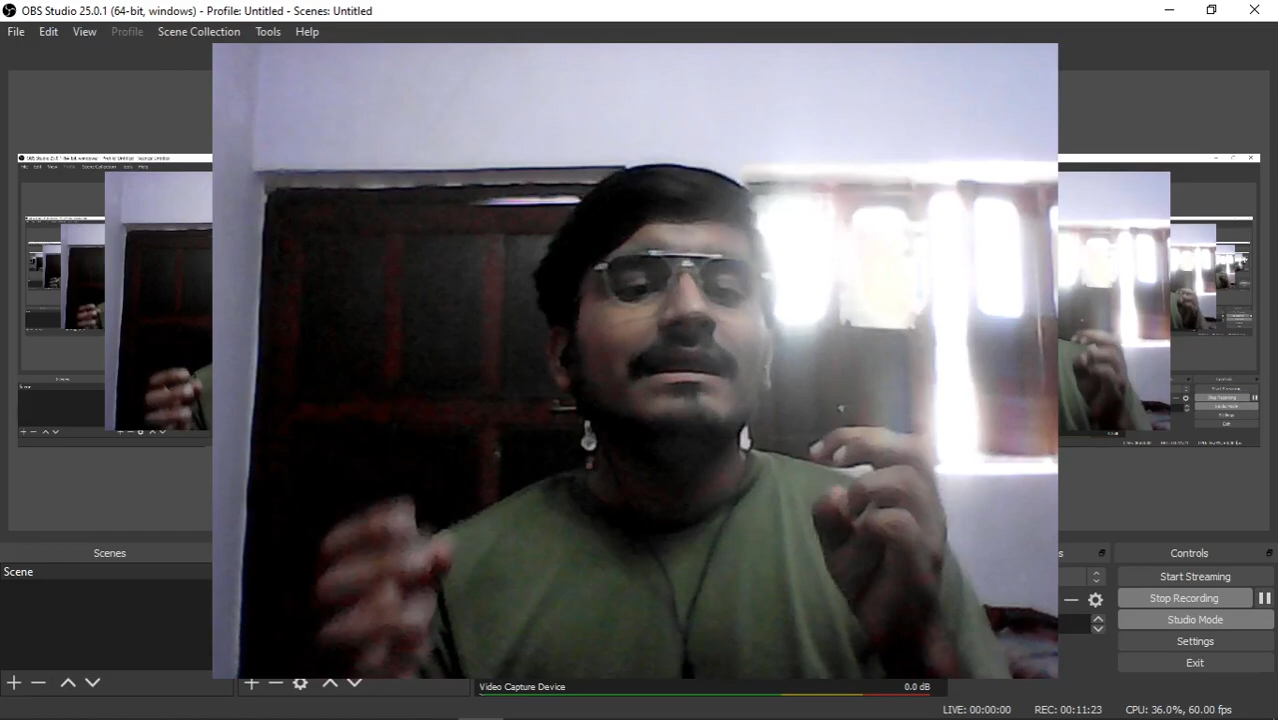 OBS Studio 25.0.1 (64-bit, windows) - Profile: Untitled - Scenes: Untitled
File Edit View Profile Scene Collection Tools Help
Scenes
Controls
Scene
Start Streaming
Stop Recording
Studio Mode
Settings
Exit
Video Capture Device 0.0 dB
LIVE: 00:00:00 REC: 00:11:23 CPU: 36.0%, 60.00 fps